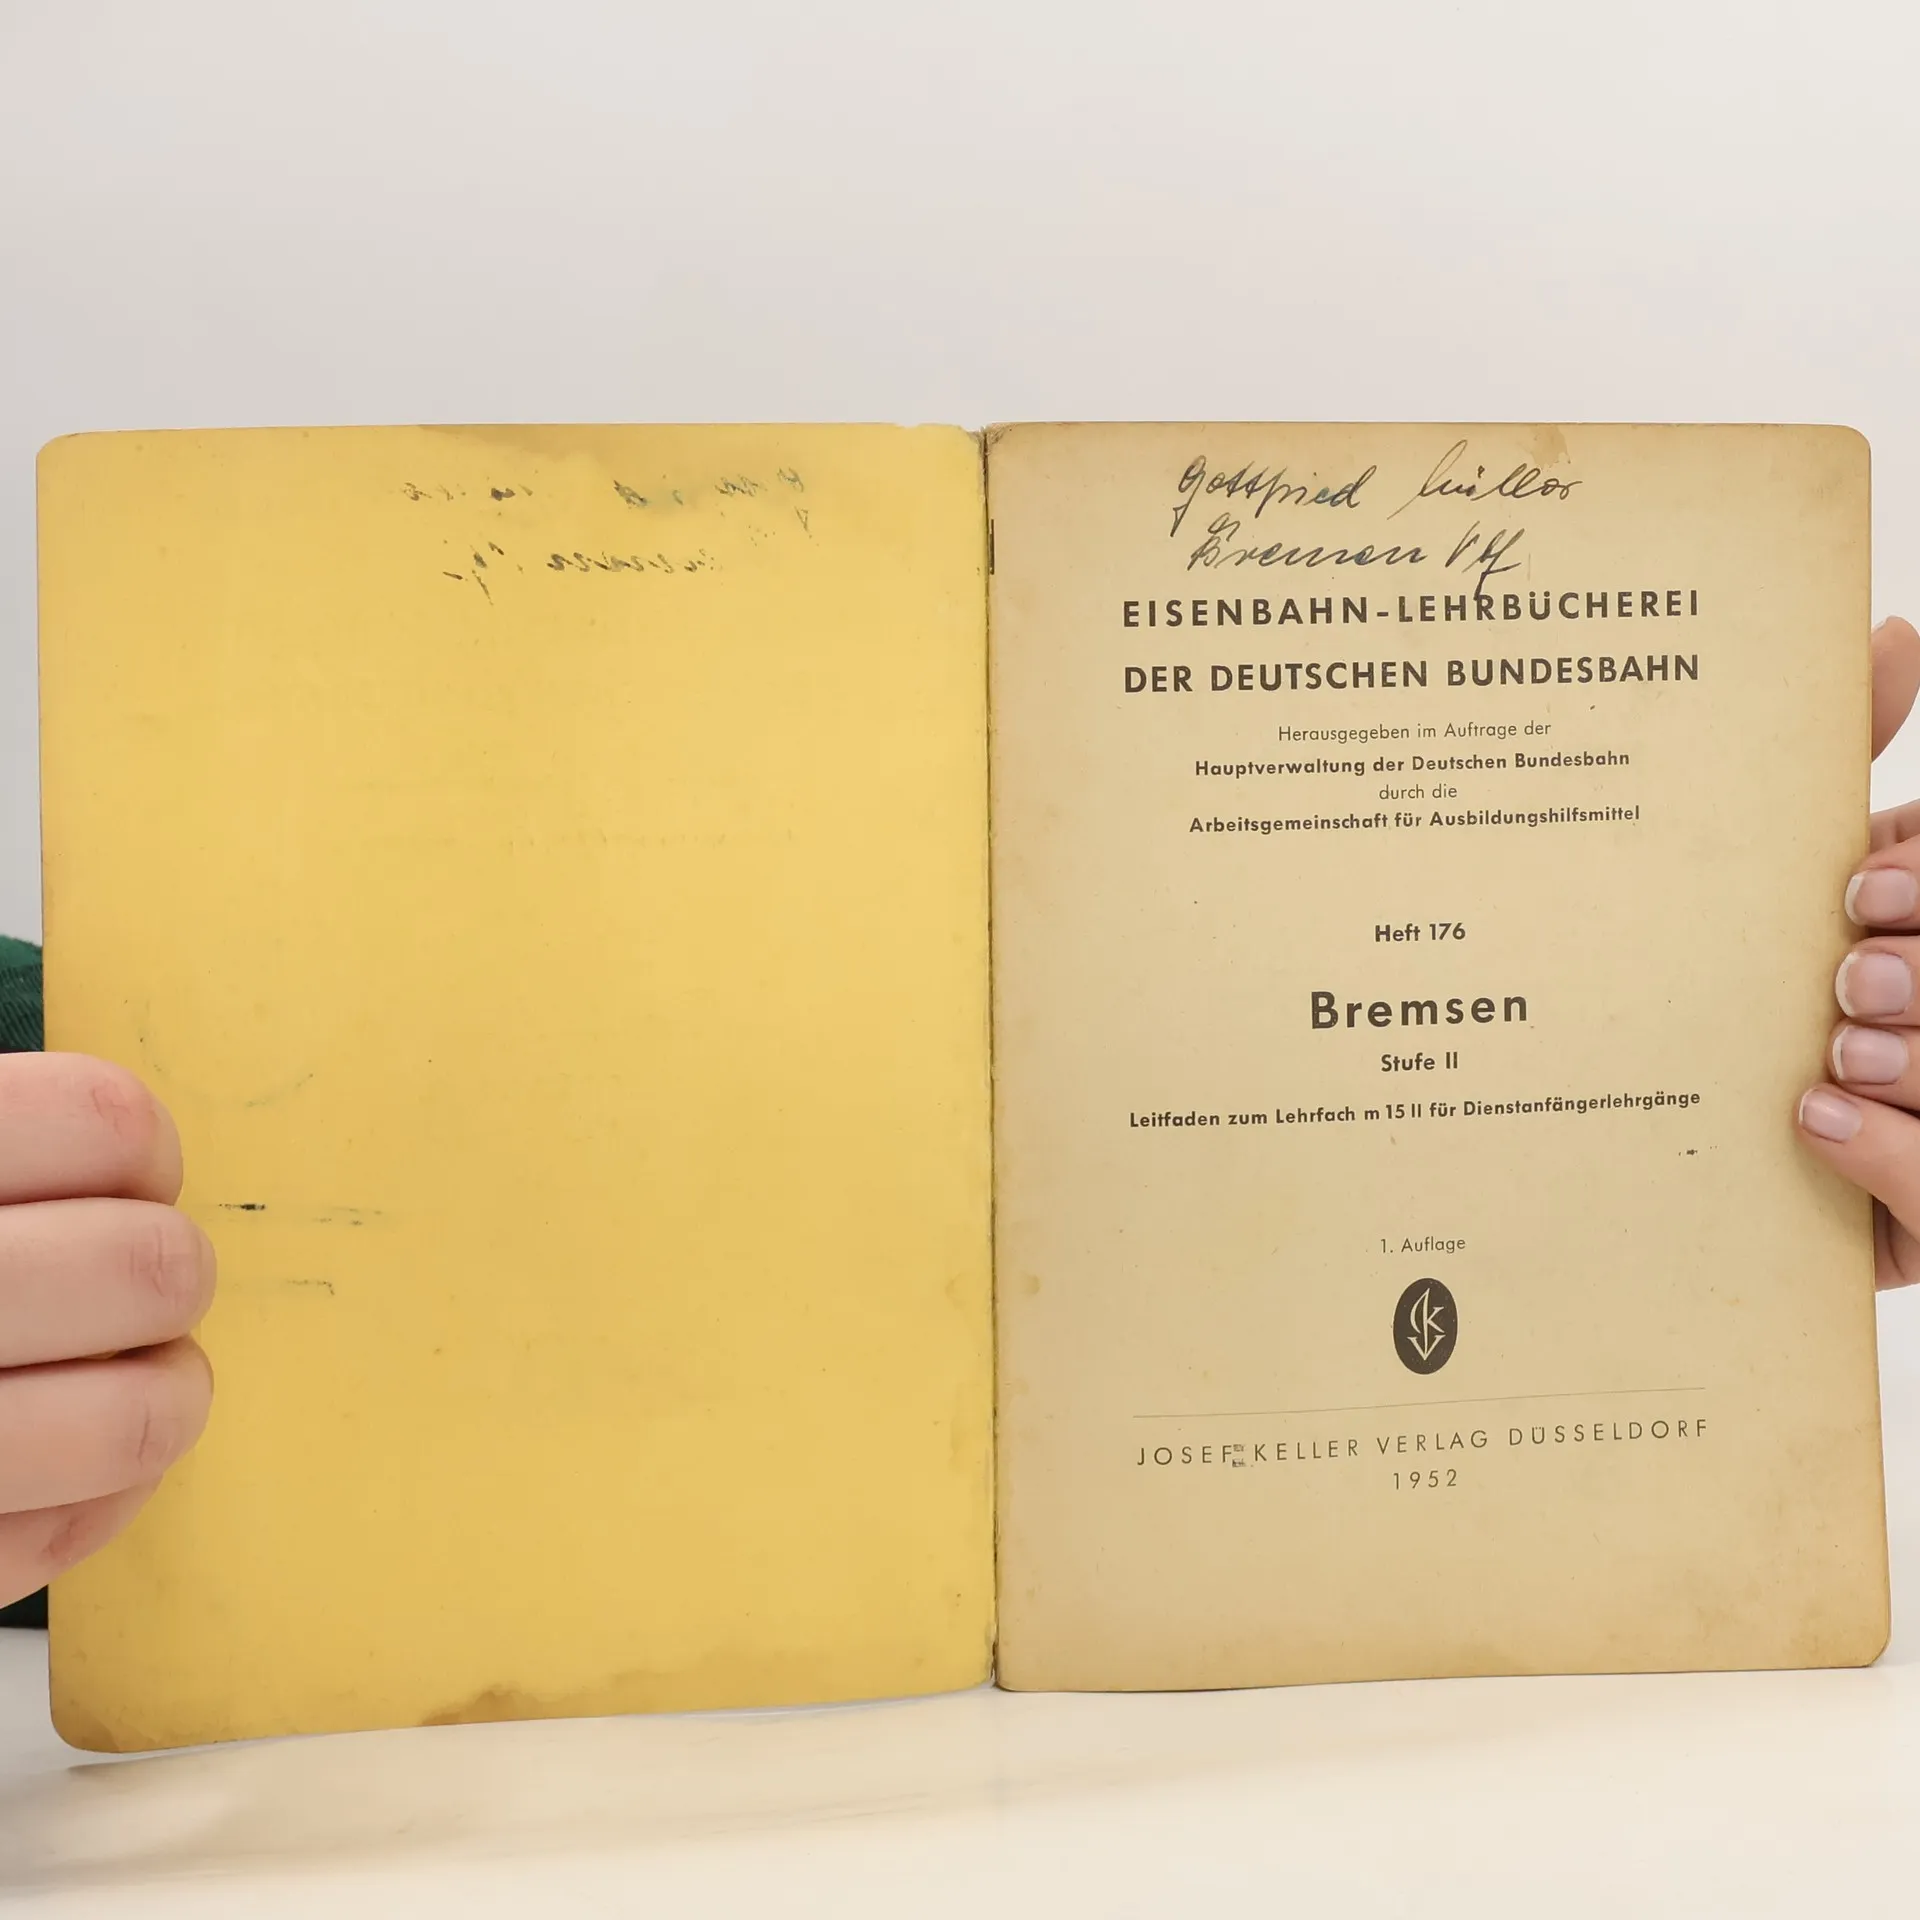 Gottfried Müller
Bremen Vbf
EISENBAHN-LEHRBÜCHEREI
DER DEUTSCHEN BUNDESBAHN
Herausgegeben im Auftrage der
Hauptverwaltung der Deutschen Bundesbahn
durch die
Arbeitsgemeinschaft für Ausbildungshilfsmittel
Heft 176
Bremsen
Stufe II
Leitfaden zum Lehrfach m 15 II für Dienstanfängerlehrgänge
1. Auflage
JOSEF KELLER VERLAG DÜSSELDORF
1952